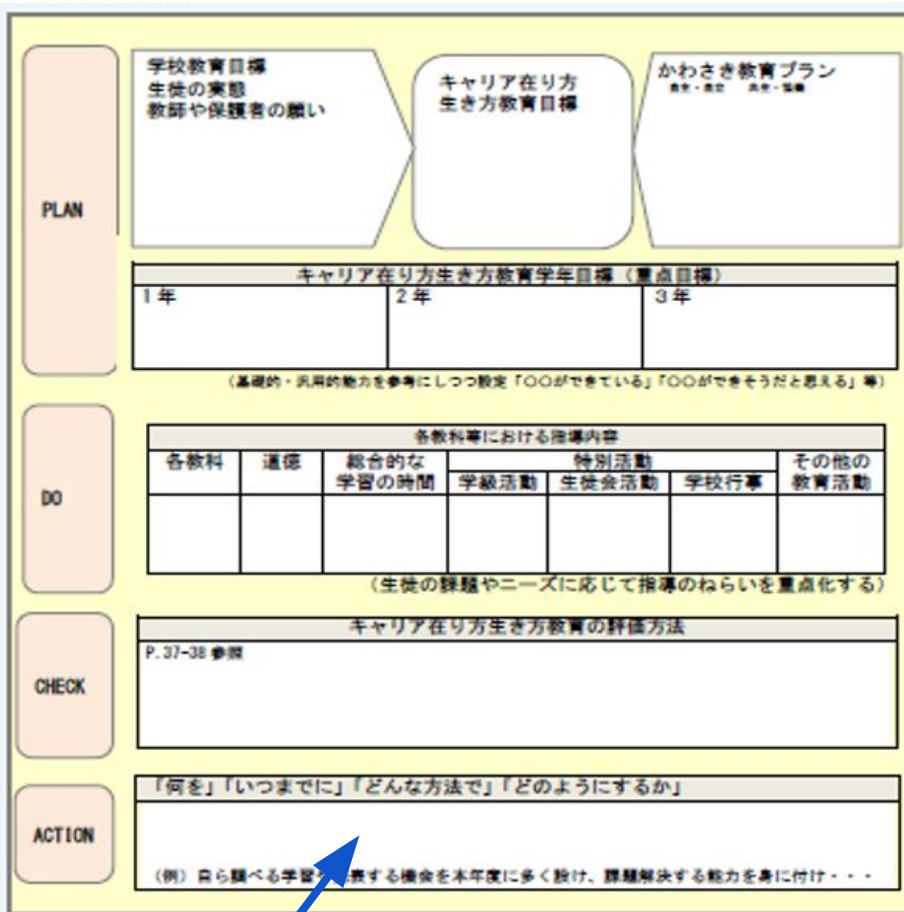 PLAN
学校教育目標
生徒の実態
教師や保護者の願い
キャリア在り方
生き方教育目標
かわさき教育プラン
自主・自立 共生・協働
キャリア在り方生き方教育学年目標（重点目標）
1年 2年 3年
（基礎的・汎用的能力を参考にしつつ設定「〇〇ができている」「〇〇ができそうだと思える」等）
DO
各教科等における指導内容
各教科 道徳 総合的な学習の時間 特別活動 その他の教育活動
学級活動 生徒会活動 学校行事
（生徒の課題やニーズに応じて指導のねらいを重点化する）
CHECK
キャリア在り方生き方教育の評価方法
P.37-38 参照
ACTION
「何を」「いつまでに」「どんな方法で」「どのようにするか」
（例）自ら調べる学習 表する機会を本年度に多く設け、課題解決する能力を身に付け・・・